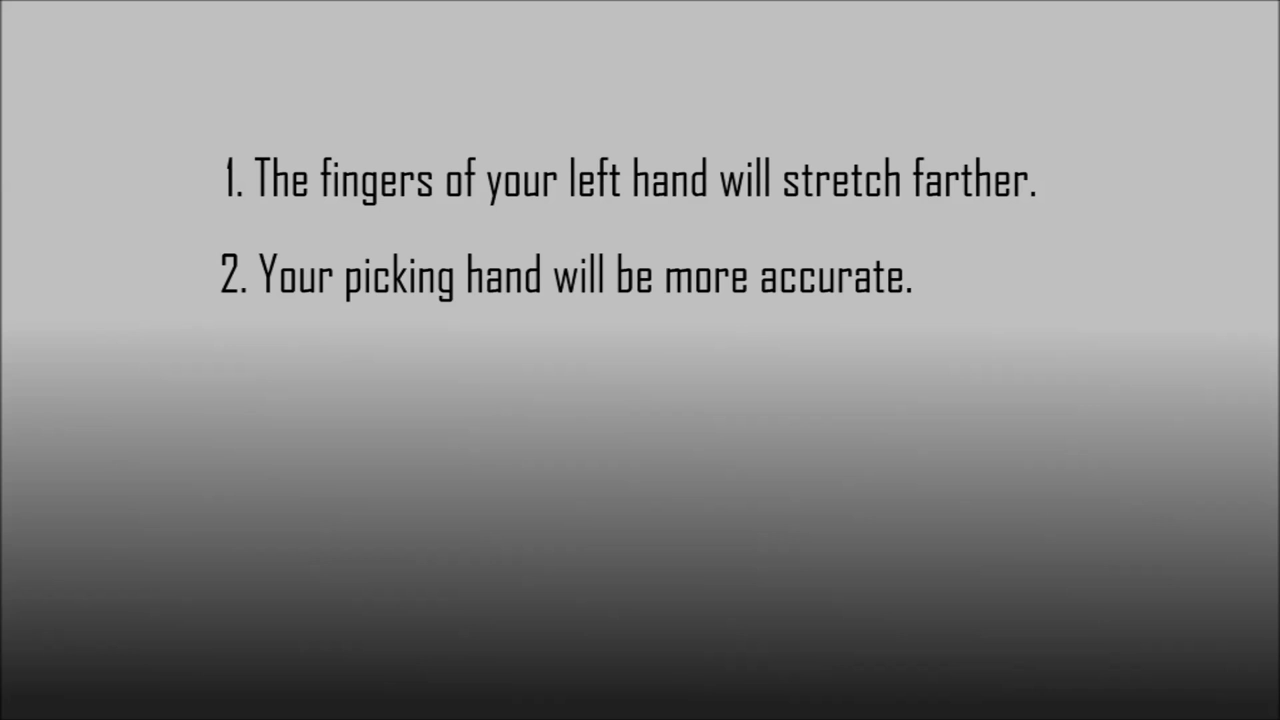 1. The fingers of your left hand will stretch farther.
2. Your picking hand will be more accurate.